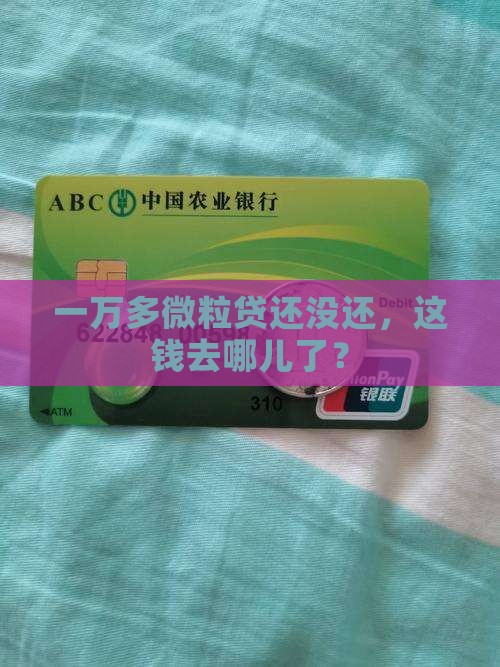 ABC 中国农业银行
Debit
一万多微粒贷还没还，这
钱去哪儿了？
310
UnionPay
银联
◄ATM